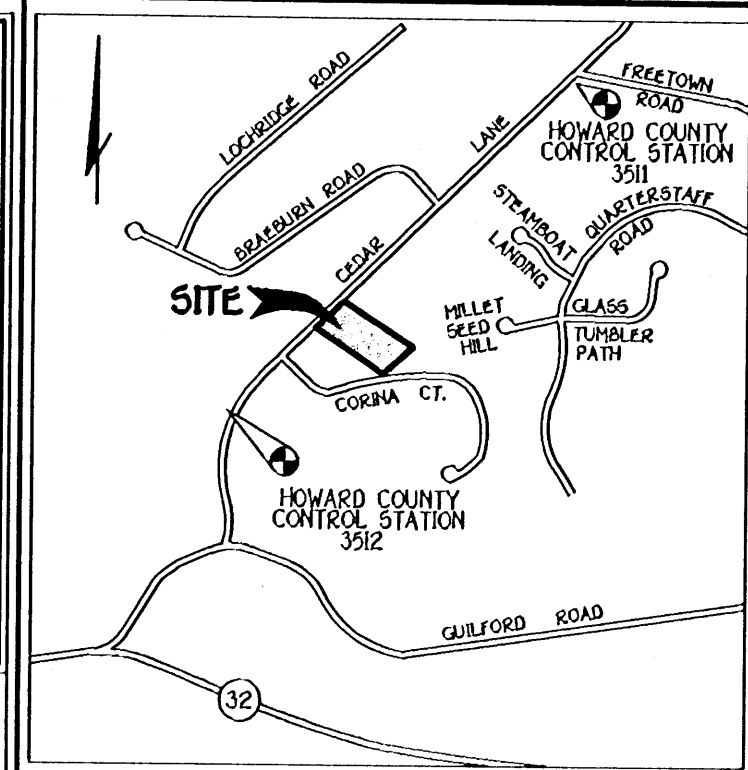 LOCHRIDGE ROAD
FREETOWN
ROAD
HOWARD COUNTY
CONTROL STATION
3511
LANE
BRAEBURN ROAD
STEAMBOAT
LANDING
QUARTERSTAFF
ROAD
CEDAR
SITE
MILLET
SEED
HILL
GLASS
TUMBLER
PATH
CORINA CT.
HOWARD COUNTY
CONTROL STATION
3512
GUILFORD ROAD
32